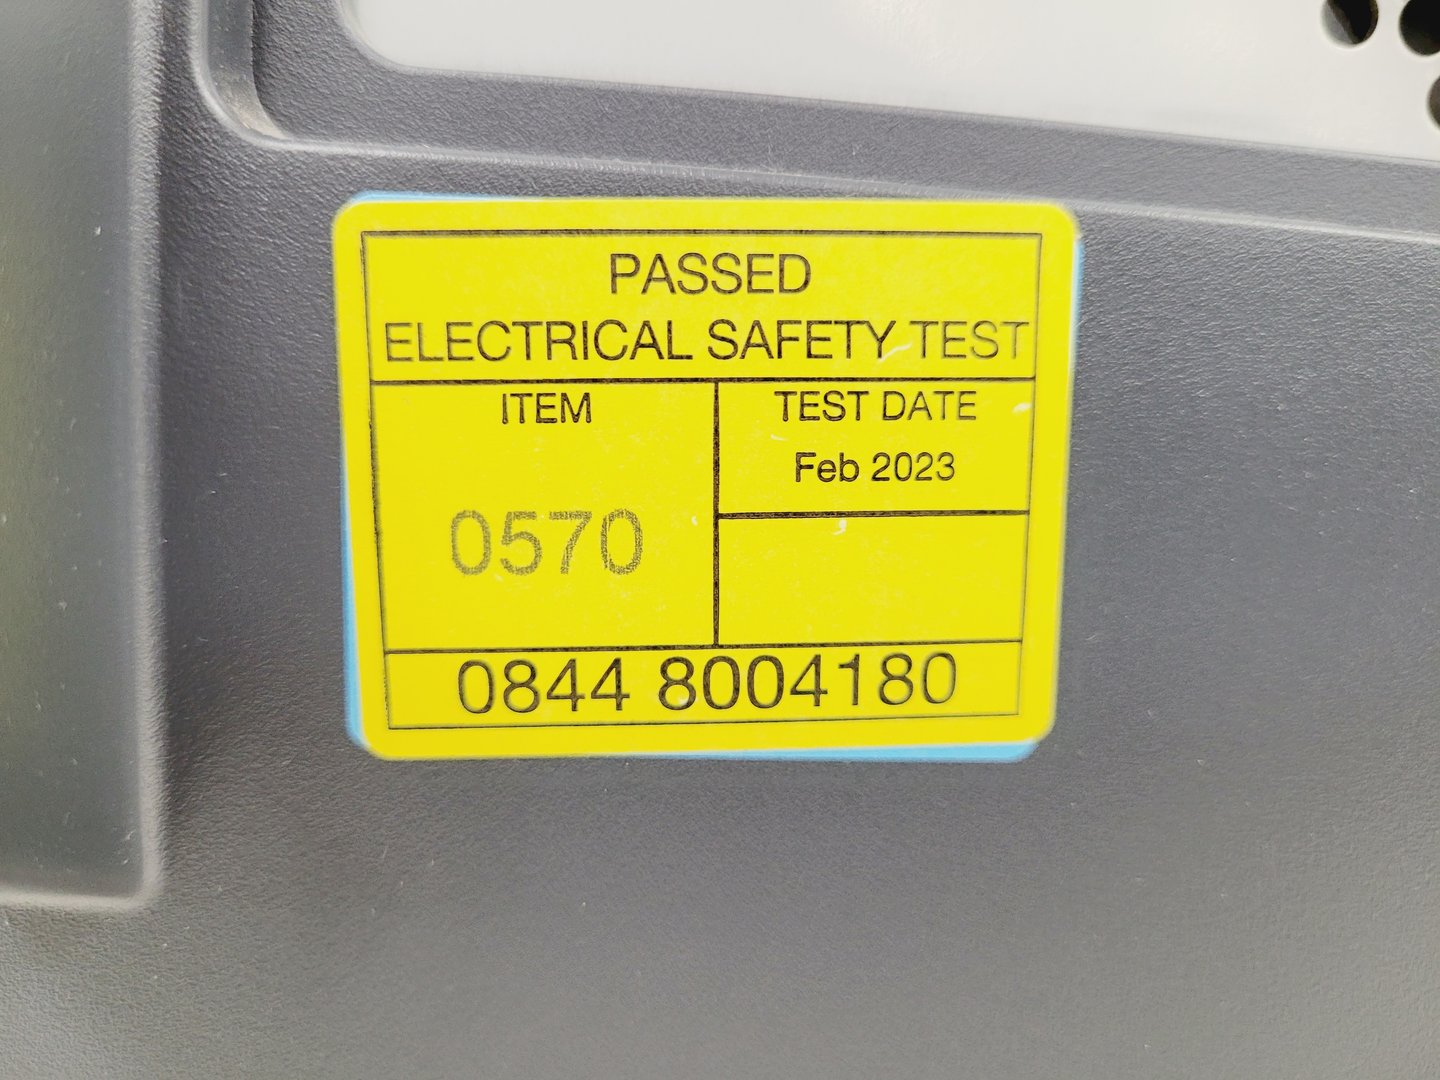 PASSED
ELECTRICAL SAFETY TEST
ITEM
0570
TEST DATE
Feb 2023
0844 8004180